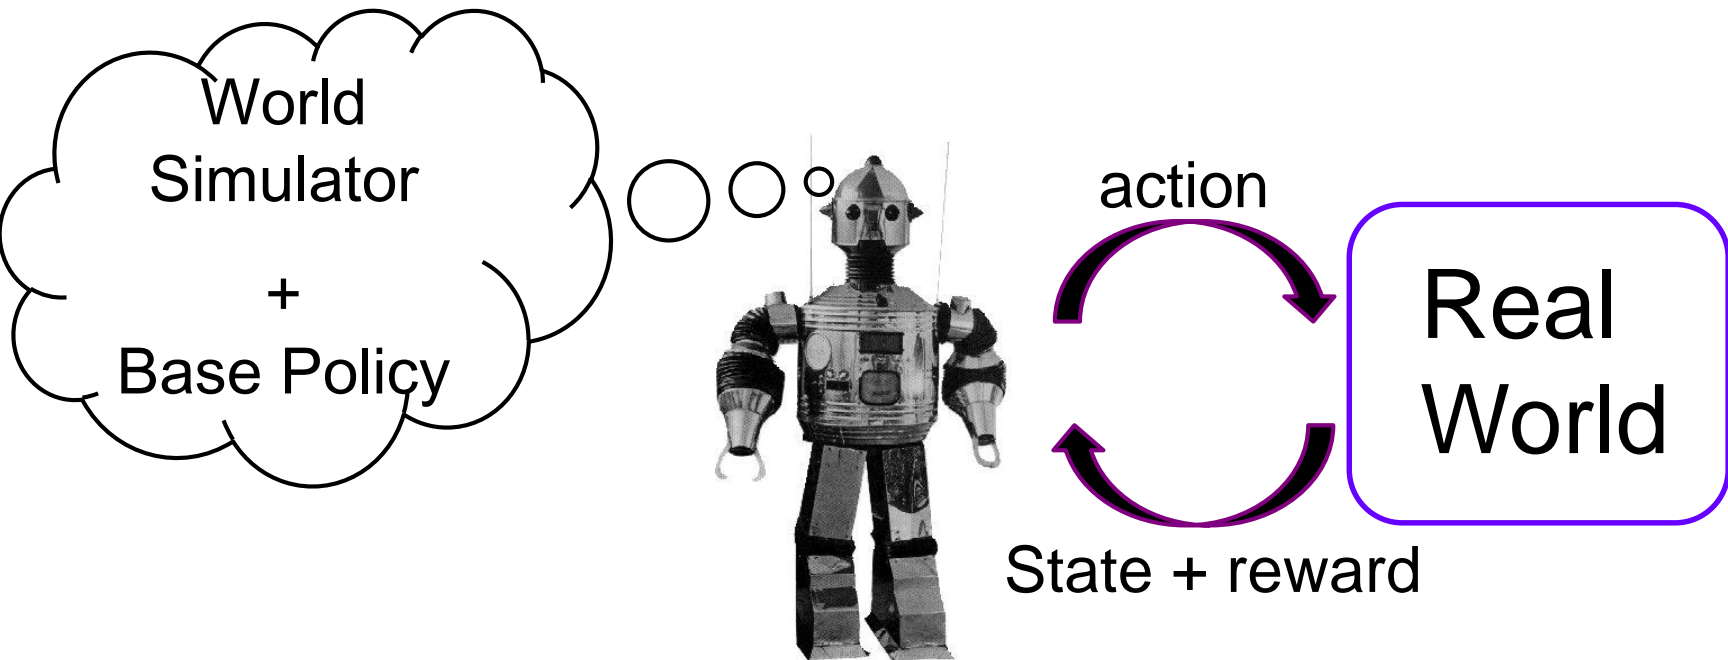 World
Simulator
+
Base Policy
action
Real
World
State + reward